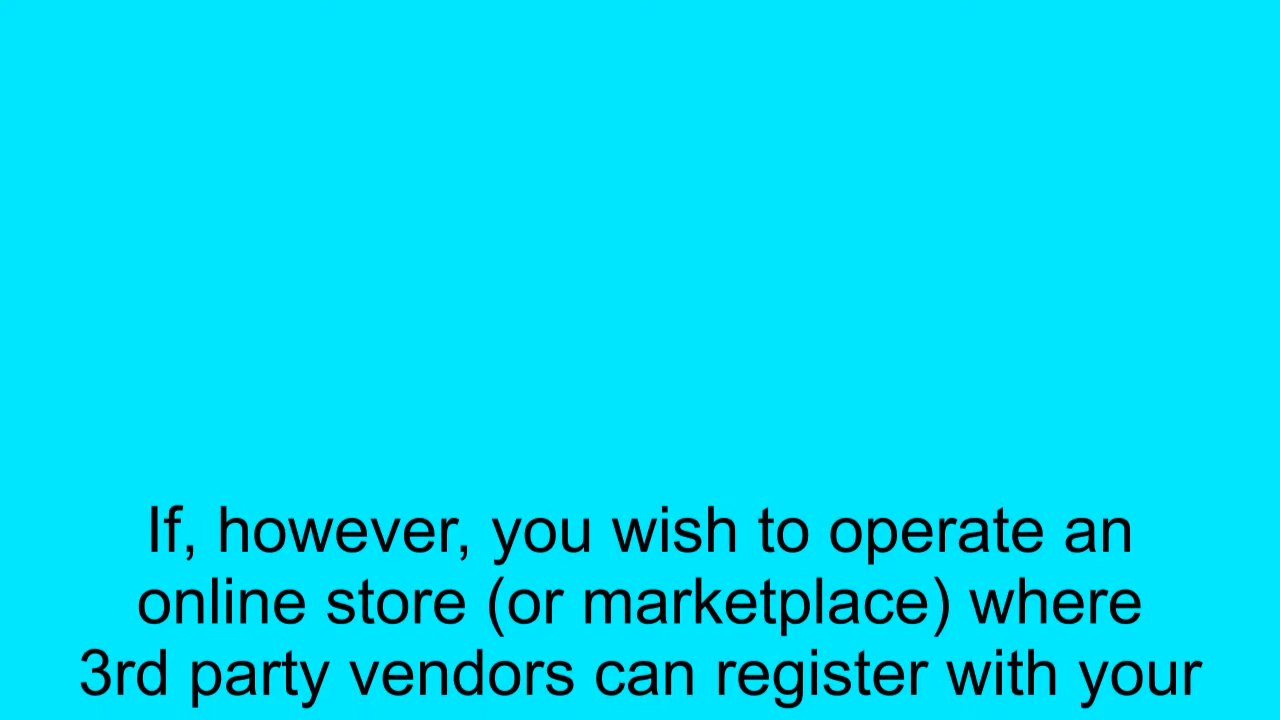 If, however, you wish to operate an
online store (or marketplace) where
3rd party vendors can register with your